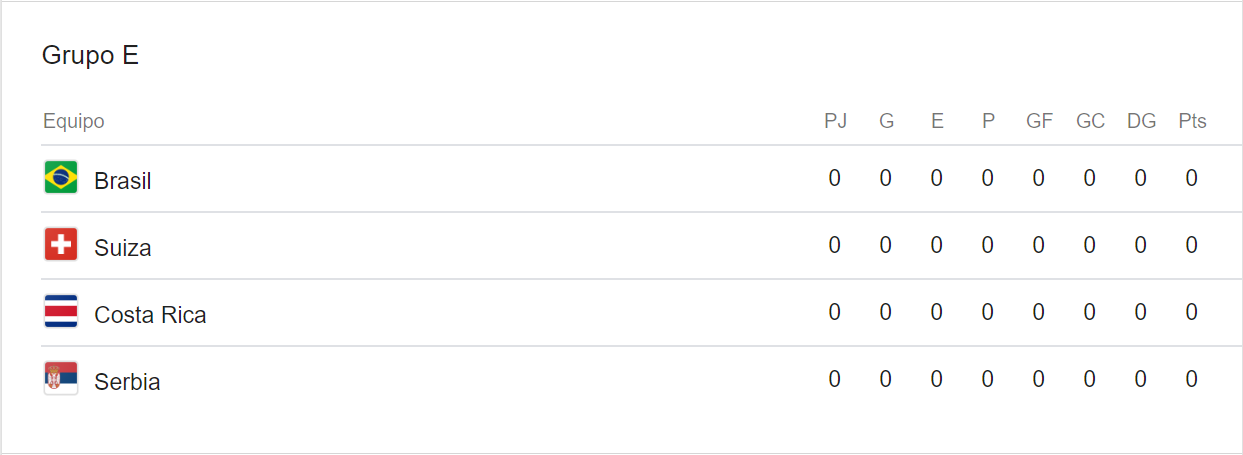 Grupo E
Equipo PJ G E P GF GC DG Pts
Brasil 0 0 0 0 0 0 0 0
Suiza 0 0 0 0 0 0 0 0
Costa Rica 0 0 0 0 0 0 0 0
Serbia 0 0 0 0 0 0 0 0